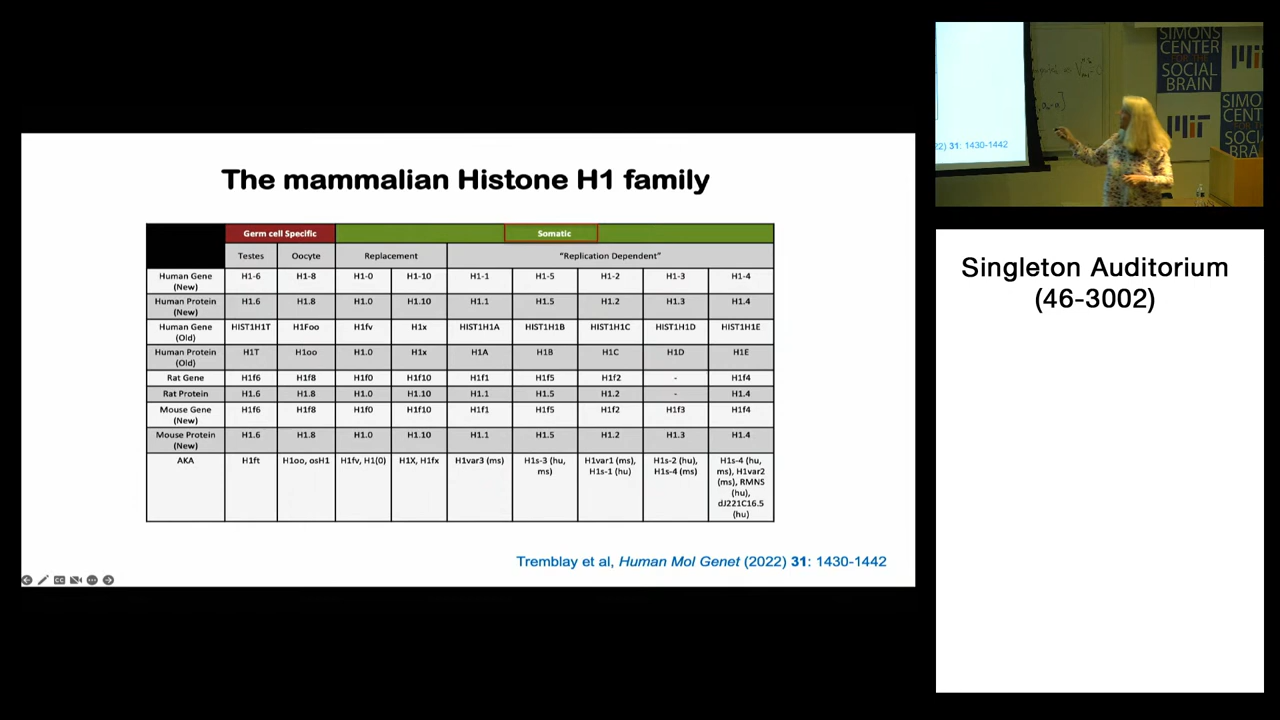 The mammalian Histone H1 family
Germ cell Specific Somatic
Testes Oocyte Replacement "Replication Dependent"
Human Gene (New) H1-6 H1-8 H1-0 H1-10 H1-1 H1-5 H1-2 H1-3 H1-4
Human Protein (New) H1.6 H1.8 H1.0 H1.10 H1.1 H1.5 H1.2 H1.3 H1.4
Human Gene (Old) HIST1H1T H1Foo H1fv H1x HIST1H1A HIST1H1B HIST1H1C HIST1H1D HIST1H1E
Human Protein (Old) H1T H1oo H1.0 H1x H1A H1B H1C H1D H1E
Rat Gene H1f6 H1f8 H1f0 H1f10 H1f1 H1f5 H1f2 - H1f4
Rat Protein H1.6 H1.8 H1.0 H1.10 H1.1 H1.5 H1.2 - H1.4
Mouse Gene (New) H1f6 H1f8 H1f0 H1f10 H1f1 H1f5 H1f2 H1f3 H1f4
Mouse Protein (New) H1.6 H1.8 H1.0 H1.10 H1.1 H1.5 H1.2 H1.3 H1.4
AKA H1ft H1oo, osH1 H1fv, H1(0) H1X, H1fx H1var3 (ms) H1s-3 (hu, ms) H1var1 (ms), H1s-1 (hu) H1s-2 (hu), H1s-4 (ms) H1s-4 (hu, ms), H1var2 (ms), RMNS (hu), dJ221C16.5 (hu)
Tremblay et al, Human Mol Genet (2022) 31: 1430-1442
CC
SIMONS
CENTER
FOR THE
SOCIAL
BRAIN
MIT
22) 31: 1430-1442
Singleton Auditorium
(46-3002)